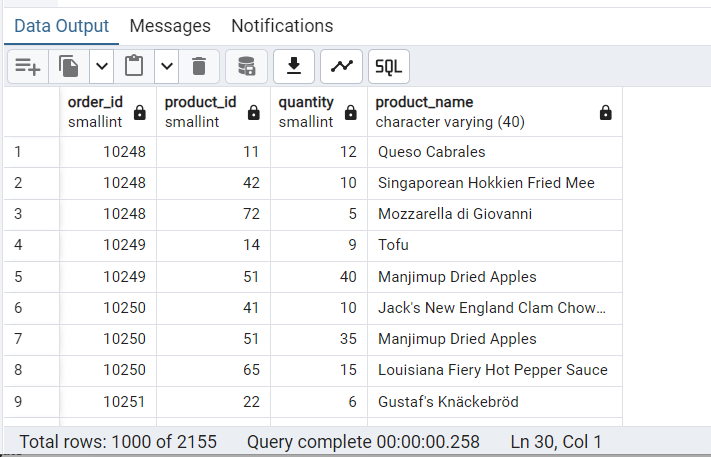 Data Output Messages Notifications
SQL
order_id product_id quantity product_name
smallint smallint smallint character varying (40)
1 10248 11 12 Queso Cabrales
2 10248 42 10 Singaporean Hokkien Fried Mee
3 10248 72 5 Mozzarella di Giovanni
4 10249 14 9 Tofu
5 10249 51 40 Manjimup Dried Apples
6 10250 41 10 Jack's New England Clam Chow...
7 10250 51 35 Manjimup Dried Apples
8 10250 65 15 Louisiana Fiery Hot Pepper Sauce
9 10251 22 6 Gustaf's Knäckebröd
Total rows: 1000 of 2155 Query complete 00:00:00.258 Ln 30, Col 1